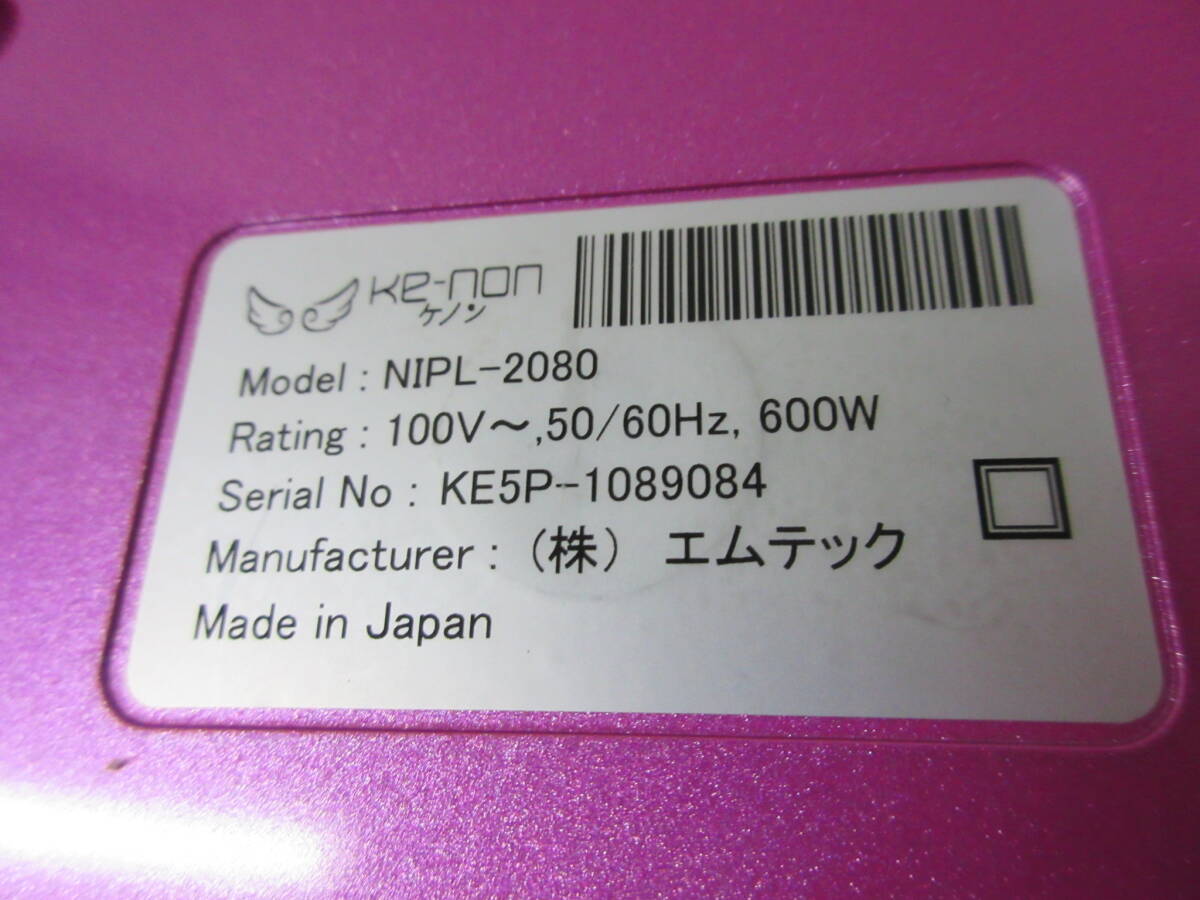 Ke-non
ケノン
Model : NIPL-2080
Rating : 100V～,50/60Hz, 600W
Serial No : KE5P-1089084
Manufacturer : （株） エムテック
Made in Japan